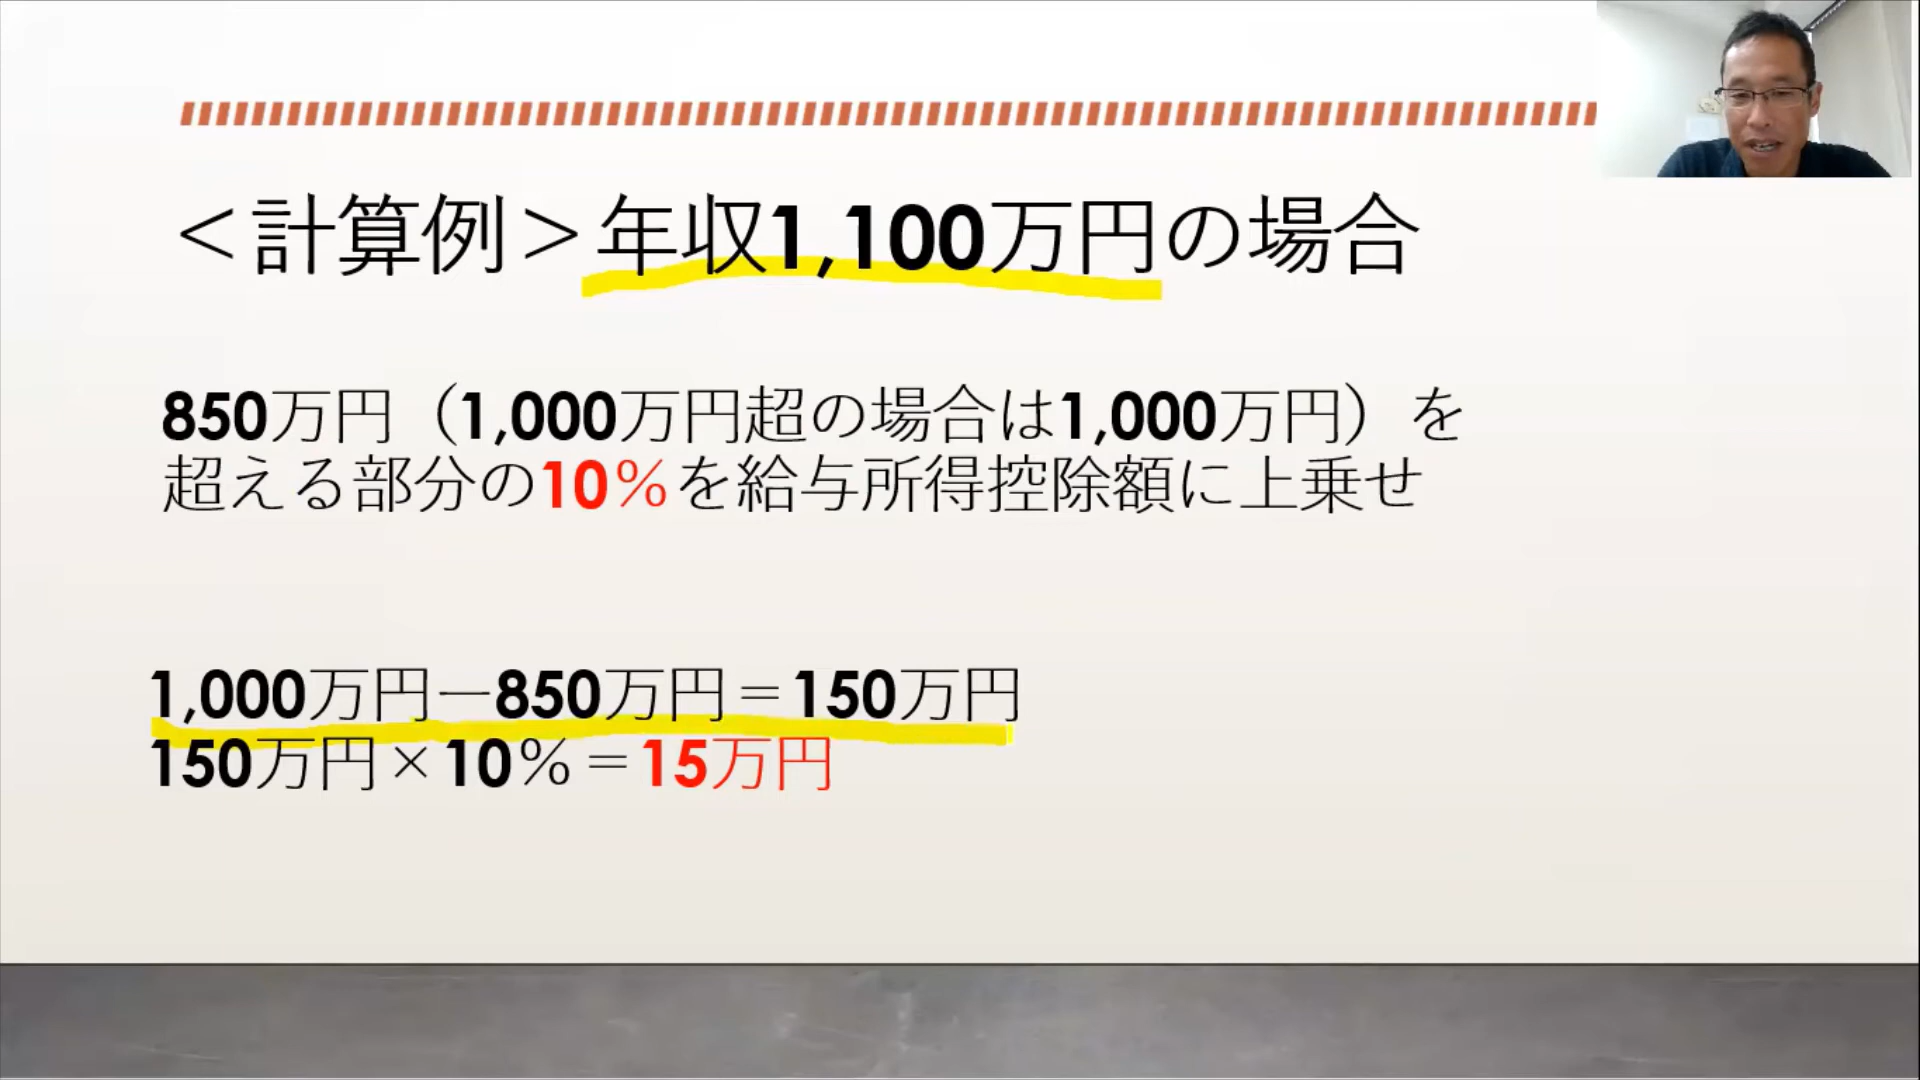 ＜計算例＞年収1,100万円の場合
850万円（1,000万円超の場合は1,000万円）を
超える部分の10％を給与所得控除額に上乗せ
1,000万円－850万円＝150万円
150万円×10％＝15万円